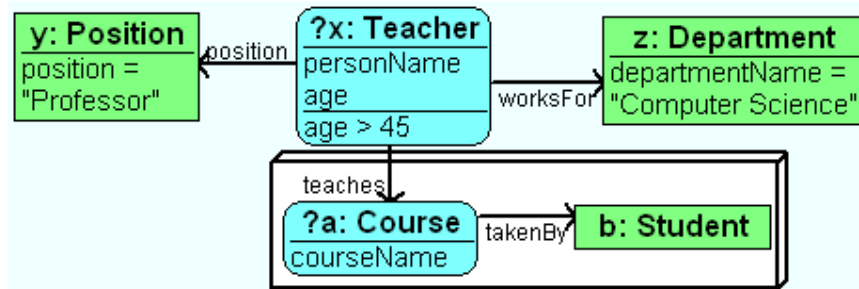 y: Position
position =
"Professor"
position
?x: Teacher
personName
age
age > 45
worksFor
z: Department
departmentName =
"Computer Science"
teaches
?a: Course
courseName
takenBy
b: Student